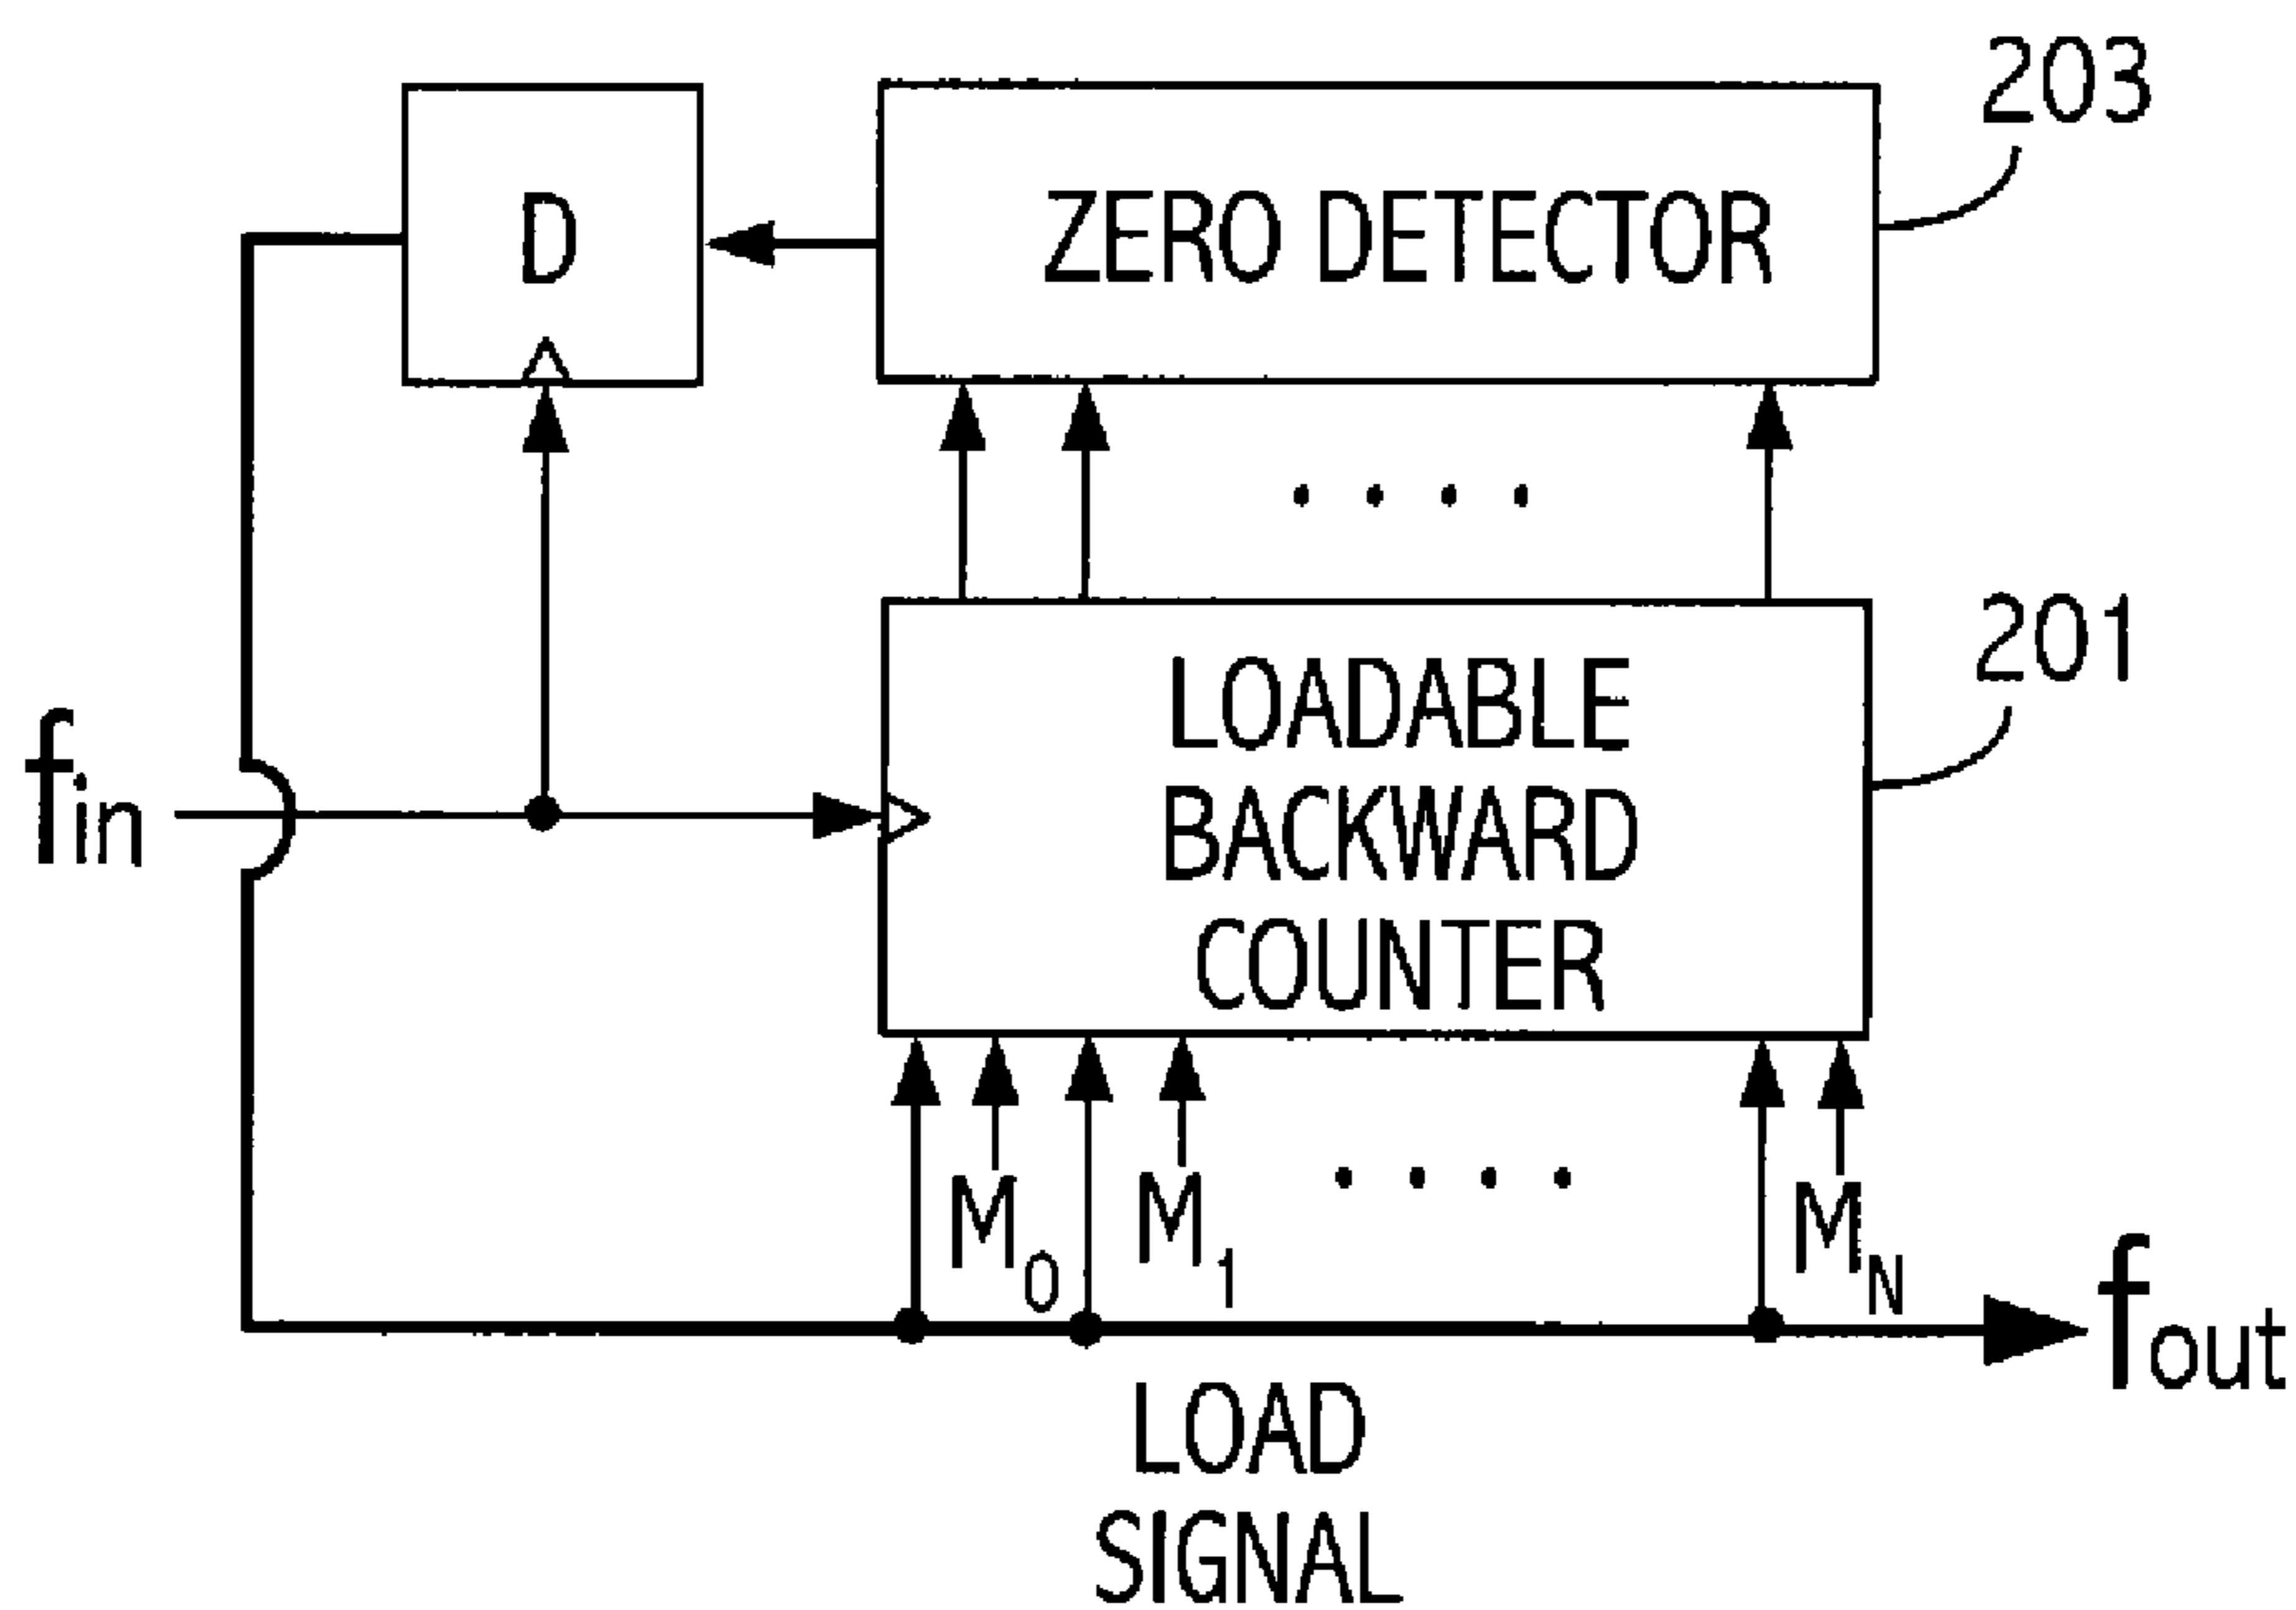 203
D
ZERO DETECTOR
. . . .
201
LOADABLE
BACKWARD
COUNTER
fin
M0
M1
. . . .
MN
fout
LOAD
SIGNAL